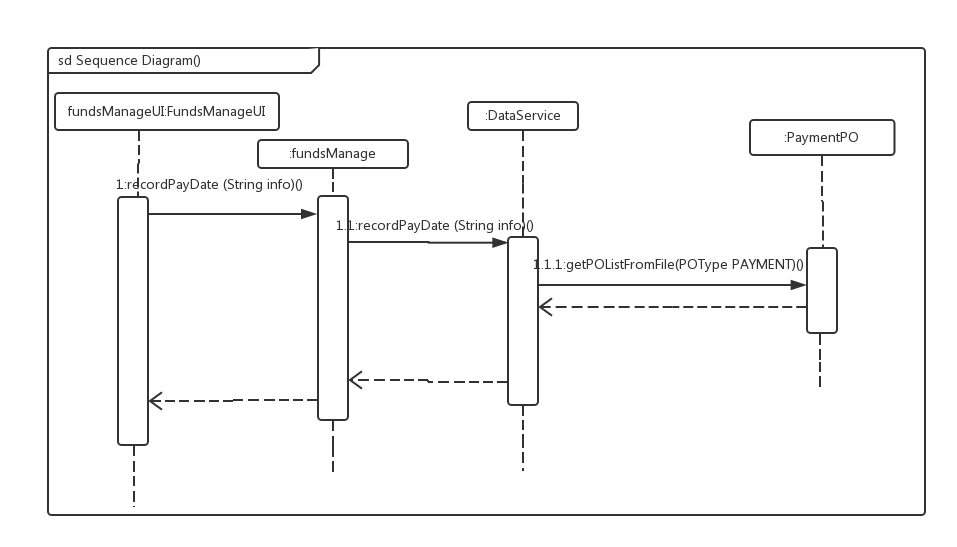 sd Sequence Diagram()
fundsManageUI:FundsManageUI
:DataService
:PaymentPO
:fundsManage
1:recordPayDate (String info)()
1.1:recordPayDate (String info)()
1.1.1:getPOListFromFile(POType PAYMENT)()